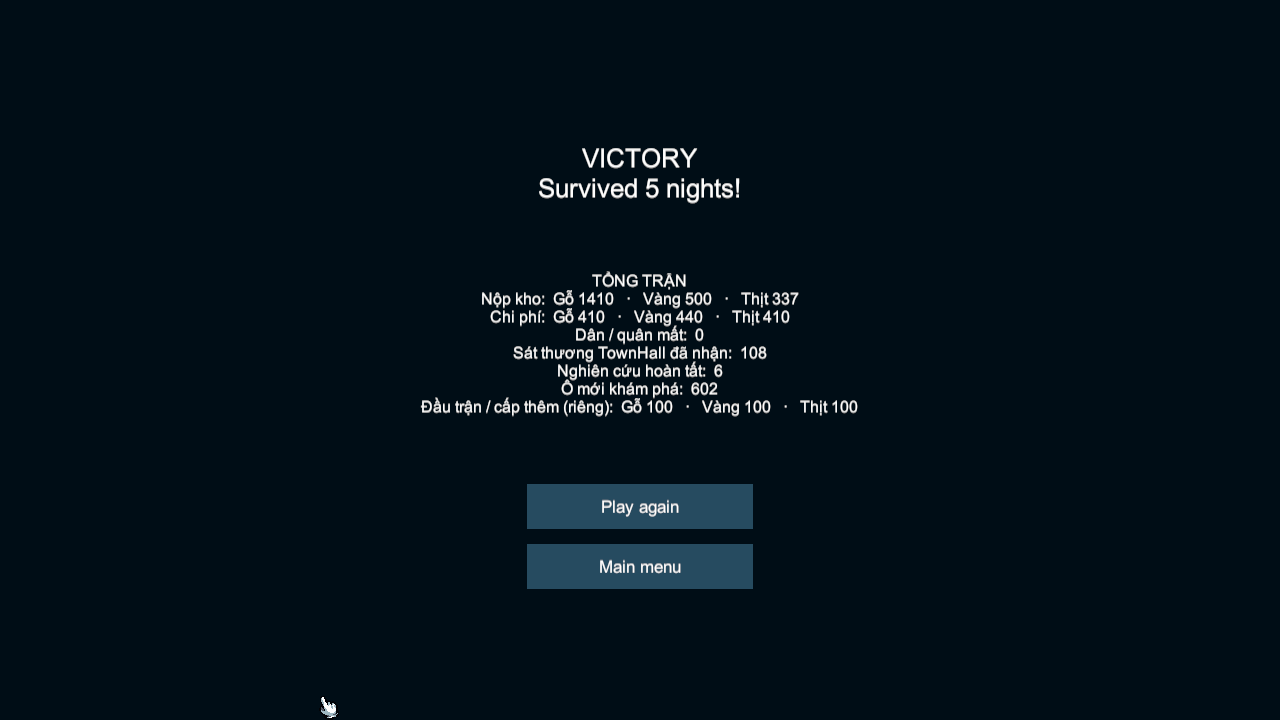 VICTORY
Survived 5 nights!
TỔNG TRẬN
Nộp kho: Gỗ 1410 · Vàng 500 · Thịt 337
Chi phí: Gỗ 410 · Vàng 440 · Thịt 410
Dân / quân mất: 0
Sát thương TownHall đã nhận: 108
Nghiên cứu hoàn tất: 6
Ô mới khám phá: 602
Đầu trận / cấp thêm (riêng): Gỗ 100 · Vàng 100 · Thịt 100
Play again
Main menu